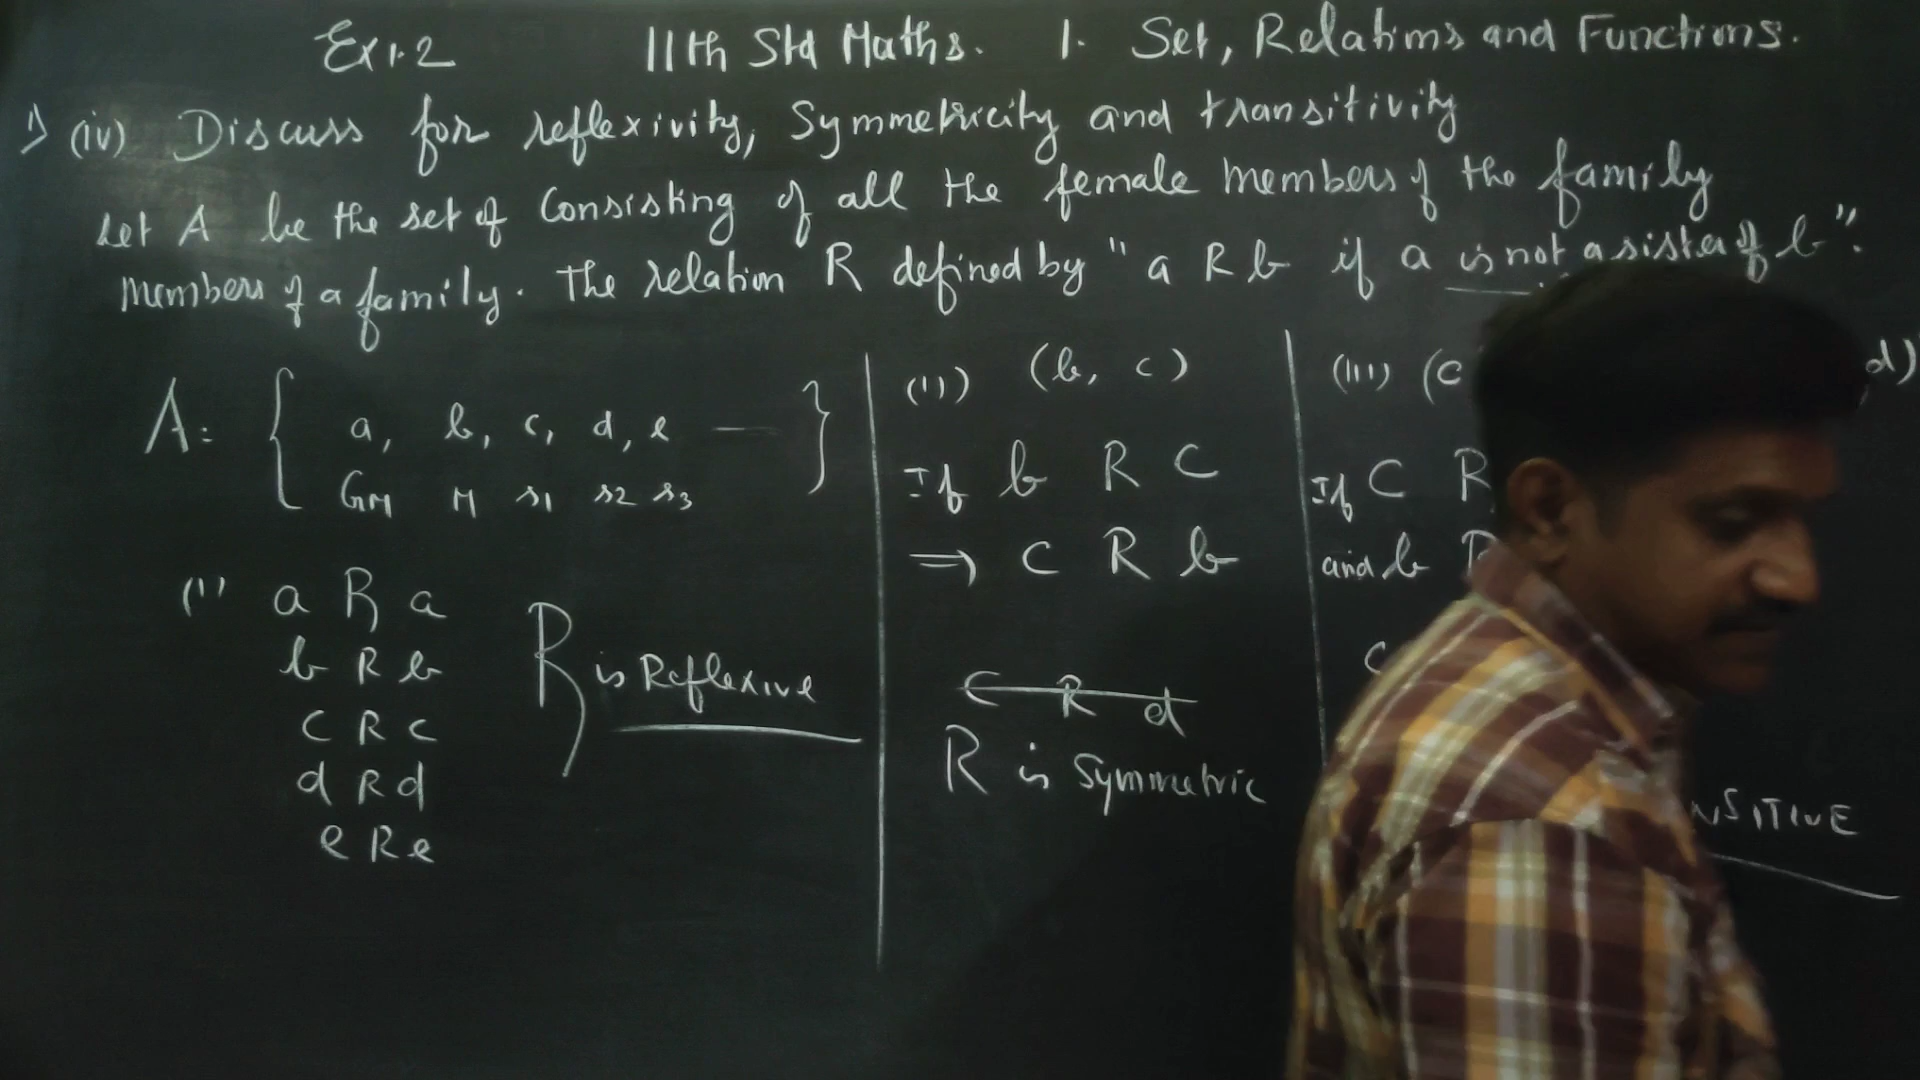 Ex 1.2 11th Std Maths. 1. Set, Relations and Functions.
1) (iv) Discuss for reflexivity, Symmetricity and transitivity
Let A be the set of Consisting of all the female members of the family
members of a family. The relation R defined by "a R b if a is not a sister of b".
A = { a, b, c, d, e — }
GM M s1 s2 s3
(i) a R a
b R b
c R c
d R d
e R e
R is Reflexive
(ii) (b, c)
If b R C
⇒ C R b
C R d
R is Symmetric
(iii) (c , d)
If C R
and b R
C
NSITIVE